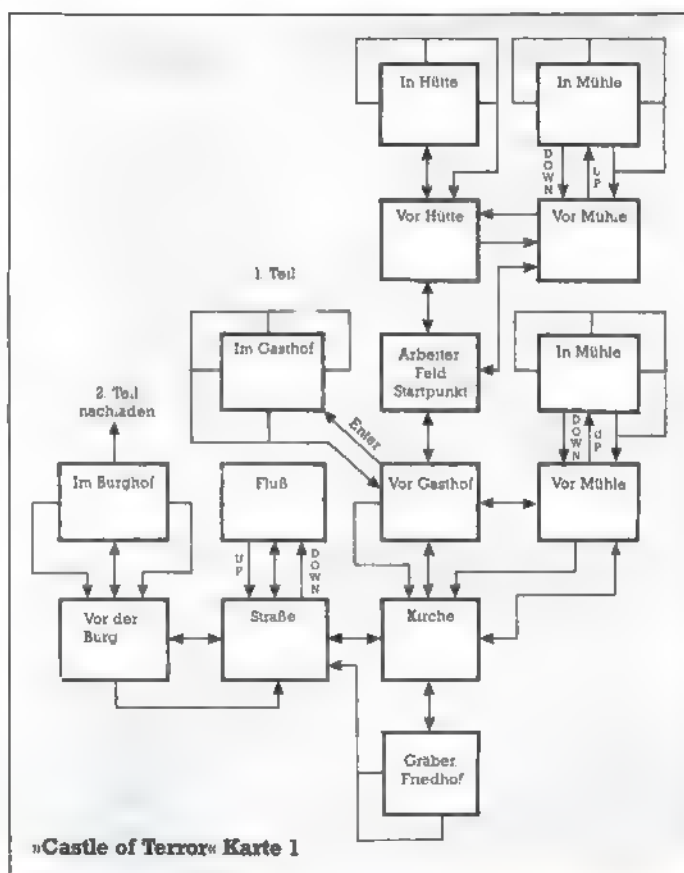 In Hütte
In Mühle
DOWN
UP
Vor Hütte
Vor Mühle
1. Teil
Im Gasthof
Arbeiter
Feld
Startpunkt
In Mühle
2. Teil
nachladen
Enter
DOWN
UP
Im Burghof
Fluß
Vor Gasthof
Vor Mühle
UP
DOWN
Vor der
Burg
Straße
Kirche
Gräber
Friedhof
»Castle of Terror« Karte 1